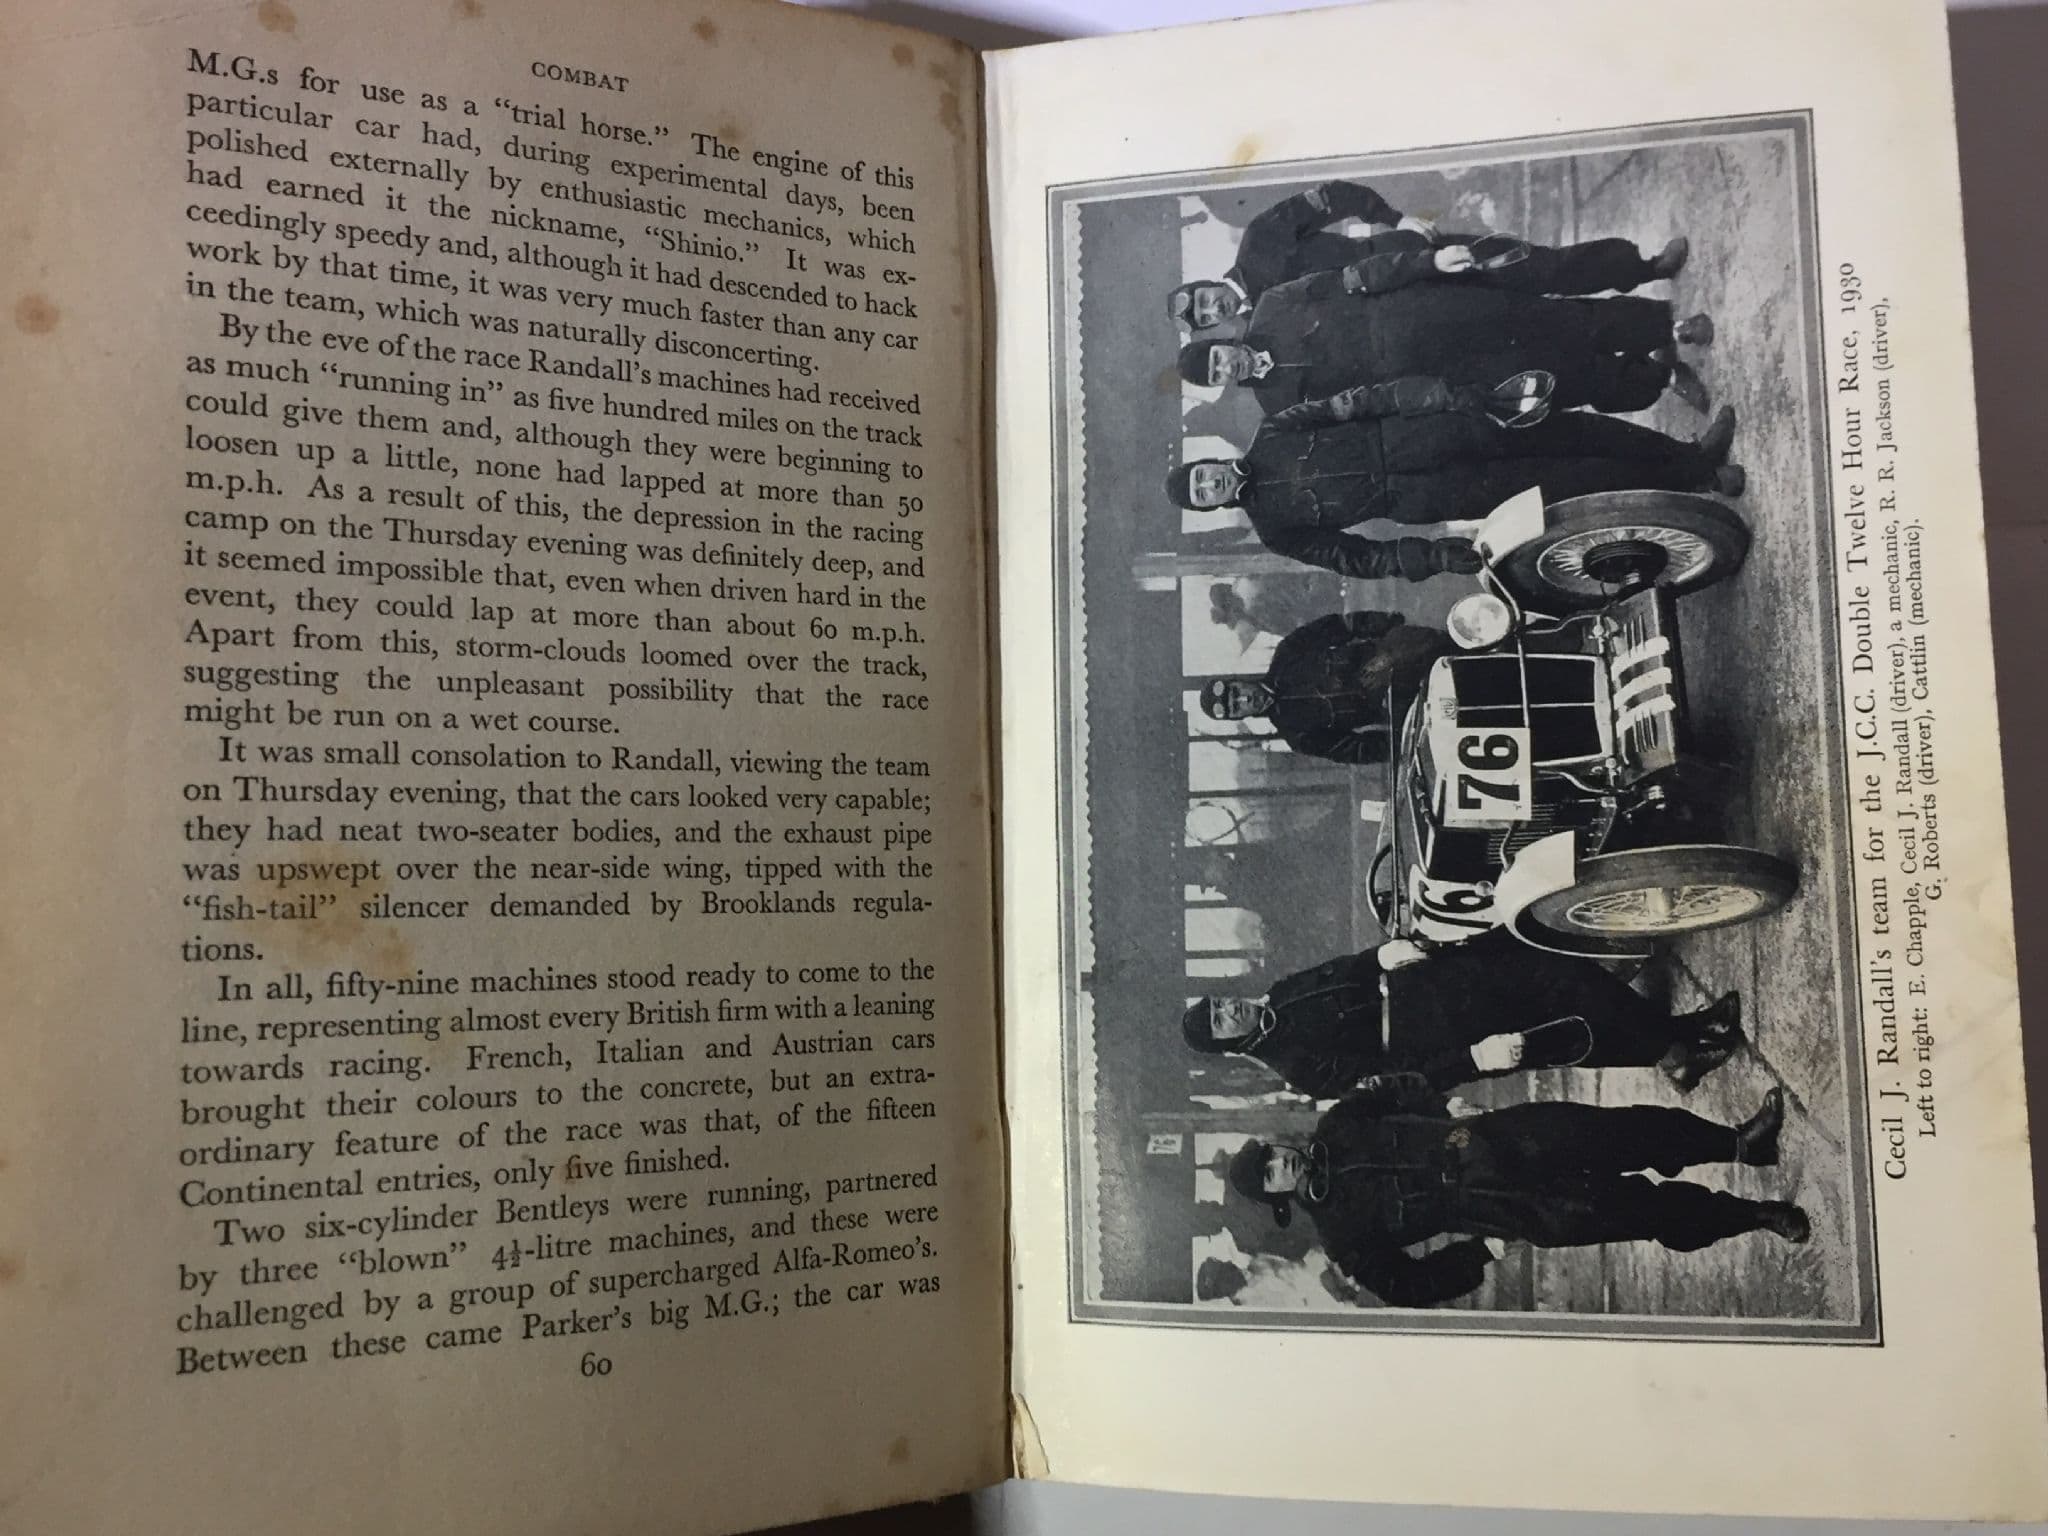 COMBAT
M.G.s for use as a “trial horse.” The engine of this
particular car had, during experimental days, been
polished externally by enthusiastic mechanics, which
had earned it the nickname, “Shinio.” It was ex-
ceedingly speedy and, although it had descended to hack
work by that time, it was very much faster than any car
in the team, which was naturally disconcerting.
By the eve of the race Randall’s machines had received
as much “running in” as five hundred miles on the track
could give them and, although they were beginning to
loosen up a little, none had lapped at more than 50
m.p.h. As a result of this, the depression in the racing
camp on the Thursday evening was definitely deep, and
it seemed impossible that, even when driven hard in the
event, they could lap at more than about 60 m.p.h.
Apart from this, storm-clouds loomed over the track,
suggesting the unpleasant possibility that the race
might be run on a wet course.
It was small consolation to Randall, viewing the team
on Thursday evening, that the cars looked very capable;
they had neat two-seater bodies, and the exhaust pipe
was upswept over the near-side wing, tipped with the
“fish-tail” silencer demanded by Brooklands regula-
tions.
In all, fifty-nine machines stood ready to come to the
line, representing almost every British firm with a leaning
towards racing. French, Italian and Austrian cars
brought their colours to the concrete, but an extra-
ordinary feature of the race was that, of the fifteen
Continental entries, only five finished.
Two six-cylinder Bentleys were running, partnered
by three “blown” 4½-litre machines, and these were
challenged by a group of supercharged Alfa-Romeo’s.
Between these came Parker’s big M.G.; the car was
60
76
76
76
Cecil J. Randall’s team for the J.C.C. Double Twelve Hour Race, 1930
Left to right: E. Chapple, Cecil J. Randall (driver), a mechanic, R. R. Jackson (driver),
G. Roberts (driver), Cattlin (mechanic).